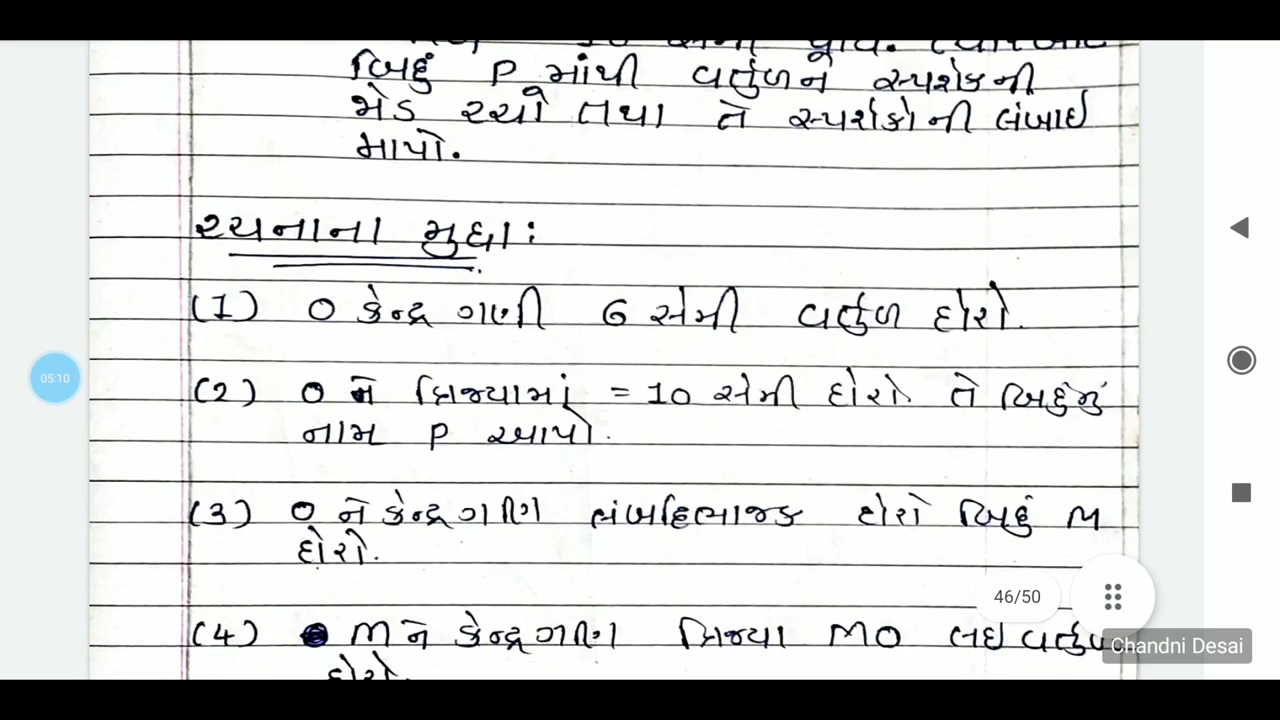 બિંદું P માંથી વર્તુળને સ્પર્શકની
જોડ રચો તથા તે સ્પર્શકોની લંબાઇ
માપો.
રચનાના મુદ્દા:
(1) O કેન્દ્ર ગણી 6 સેમી વર્તુળ દોરો.
(2) O ને ત્રિજ્યામાં = 10 સેમી દોરો. તે બિંદુનું
નામ P આપો.
(3) O ને કેન્દ્ર ગણી લંબદ્વિભાજક દોરો બિંદું M
દોરો.
(4) M ને કેન્દ્ર ગણી ત્રિજ્યા MO લઇ વર્તુળ
દોરો.
05:10
46/50
Chandni Desai